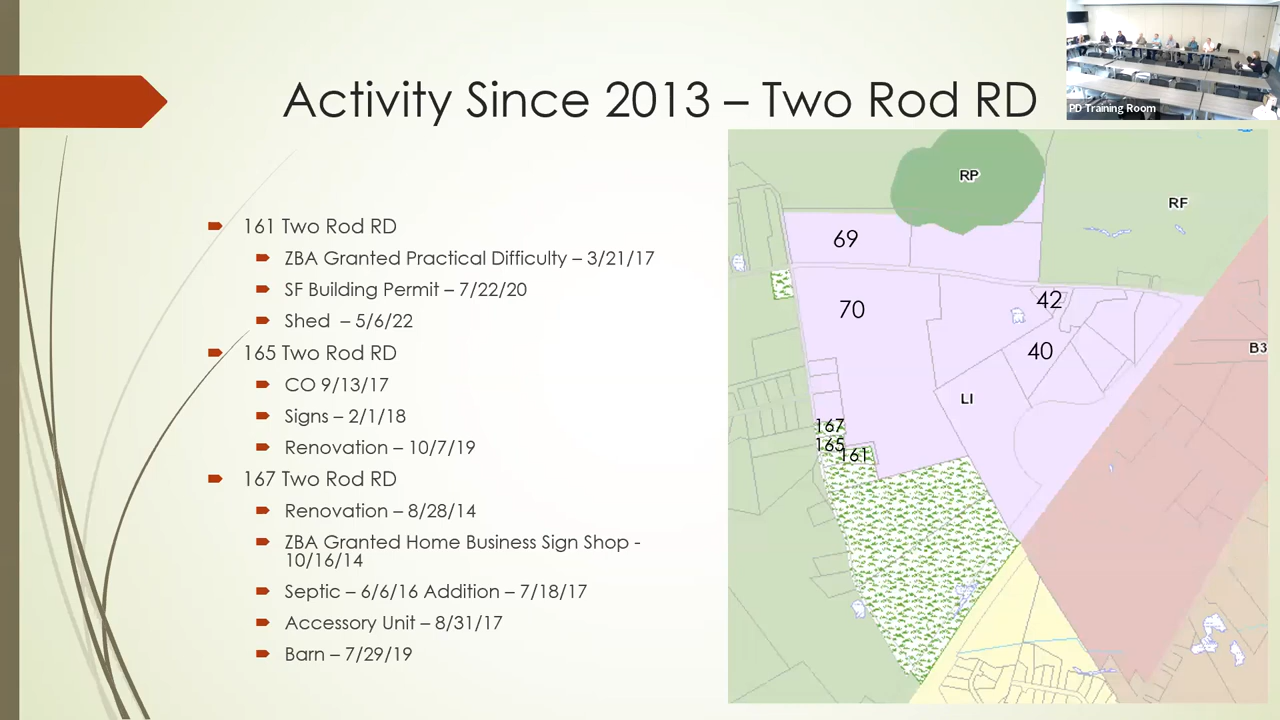 Activity Since 2013 – Two Rod RD
PD Training Room
161 Two Rod RD
ZBA Granted Practical Difficulty – 3/21/17
SF Building Permit – 7/22/20
Shed – 5/6/22
165 Two Rod RD
CO 9/13/17
Signs – 2/1/18
Renovation – 10/7/19
167 Two Rod RD
Renovation – 8/28/14
ZBA Granted Home Business Sign Shop -
10/16/14
Septic – 6/6/16 Addition – 7/18/17
Accessory Unit – 8/31/17
Barn – 7/29/19
RP
RF
69
42
70
B3
40
LI
167
165
161